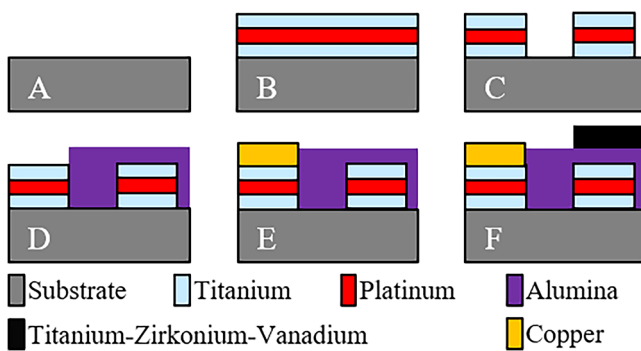 A B C
D E F
Substrate Titanium Platinum Alumina
Titanium-Zirkonium-Vanadium Copper